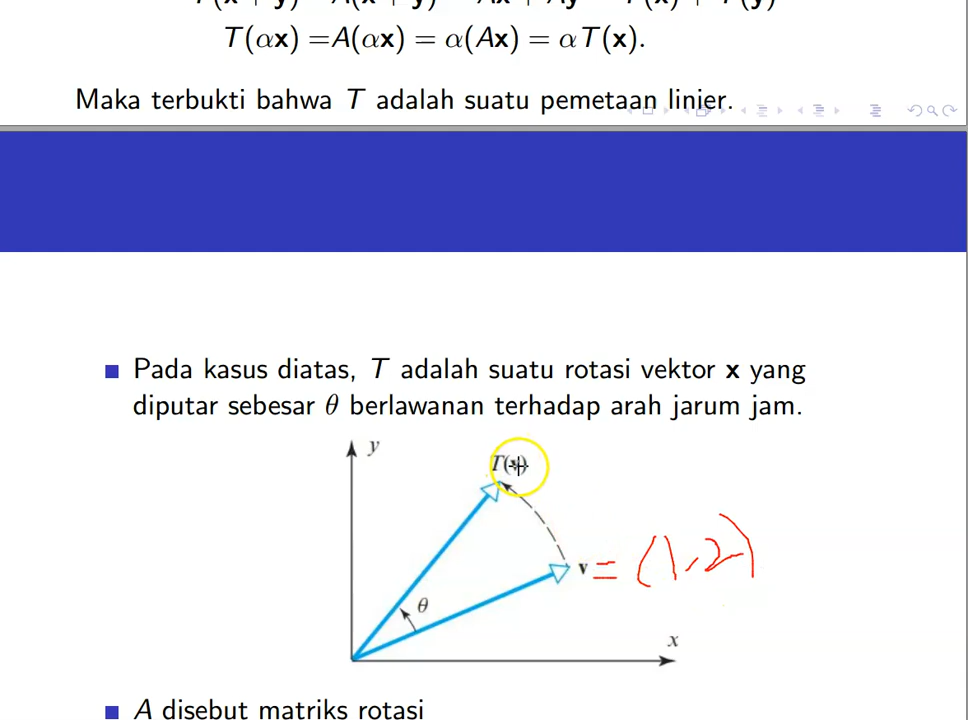 T(αx) =A(αx) = α(Ax) = αT(x).
Maka terbukti bahwa T adalah suatu pemetaan linier.
Pada kasus diatas, T adalah suatu rotasi vektor x yang
diputar sebesar θ berlawanan terhadap arah jarum jam.
y
v = (1,2)
θ
x
A disebut matriks rotasi